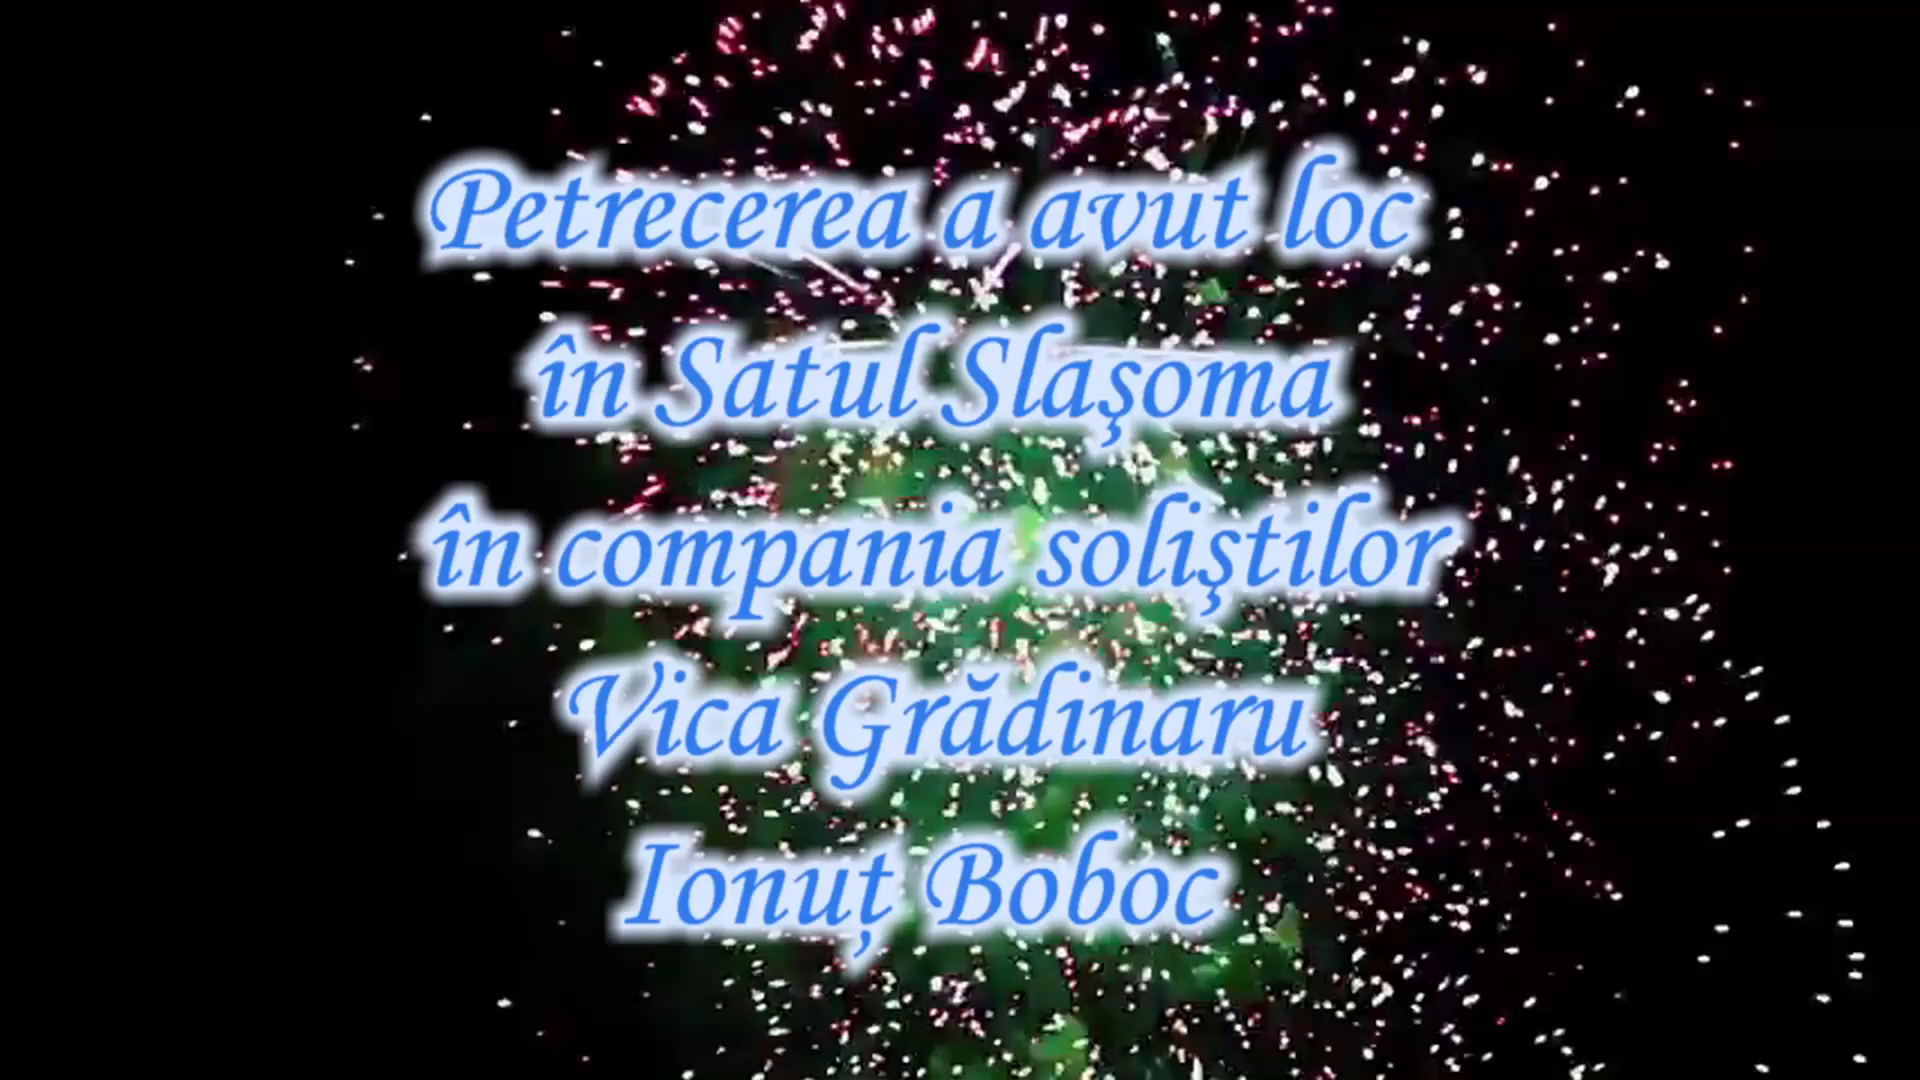 Petrecerea a avut loc
în Satul Slaşoma
în compania soliştilor
Vica Grădinaru
Ionuț Boboc